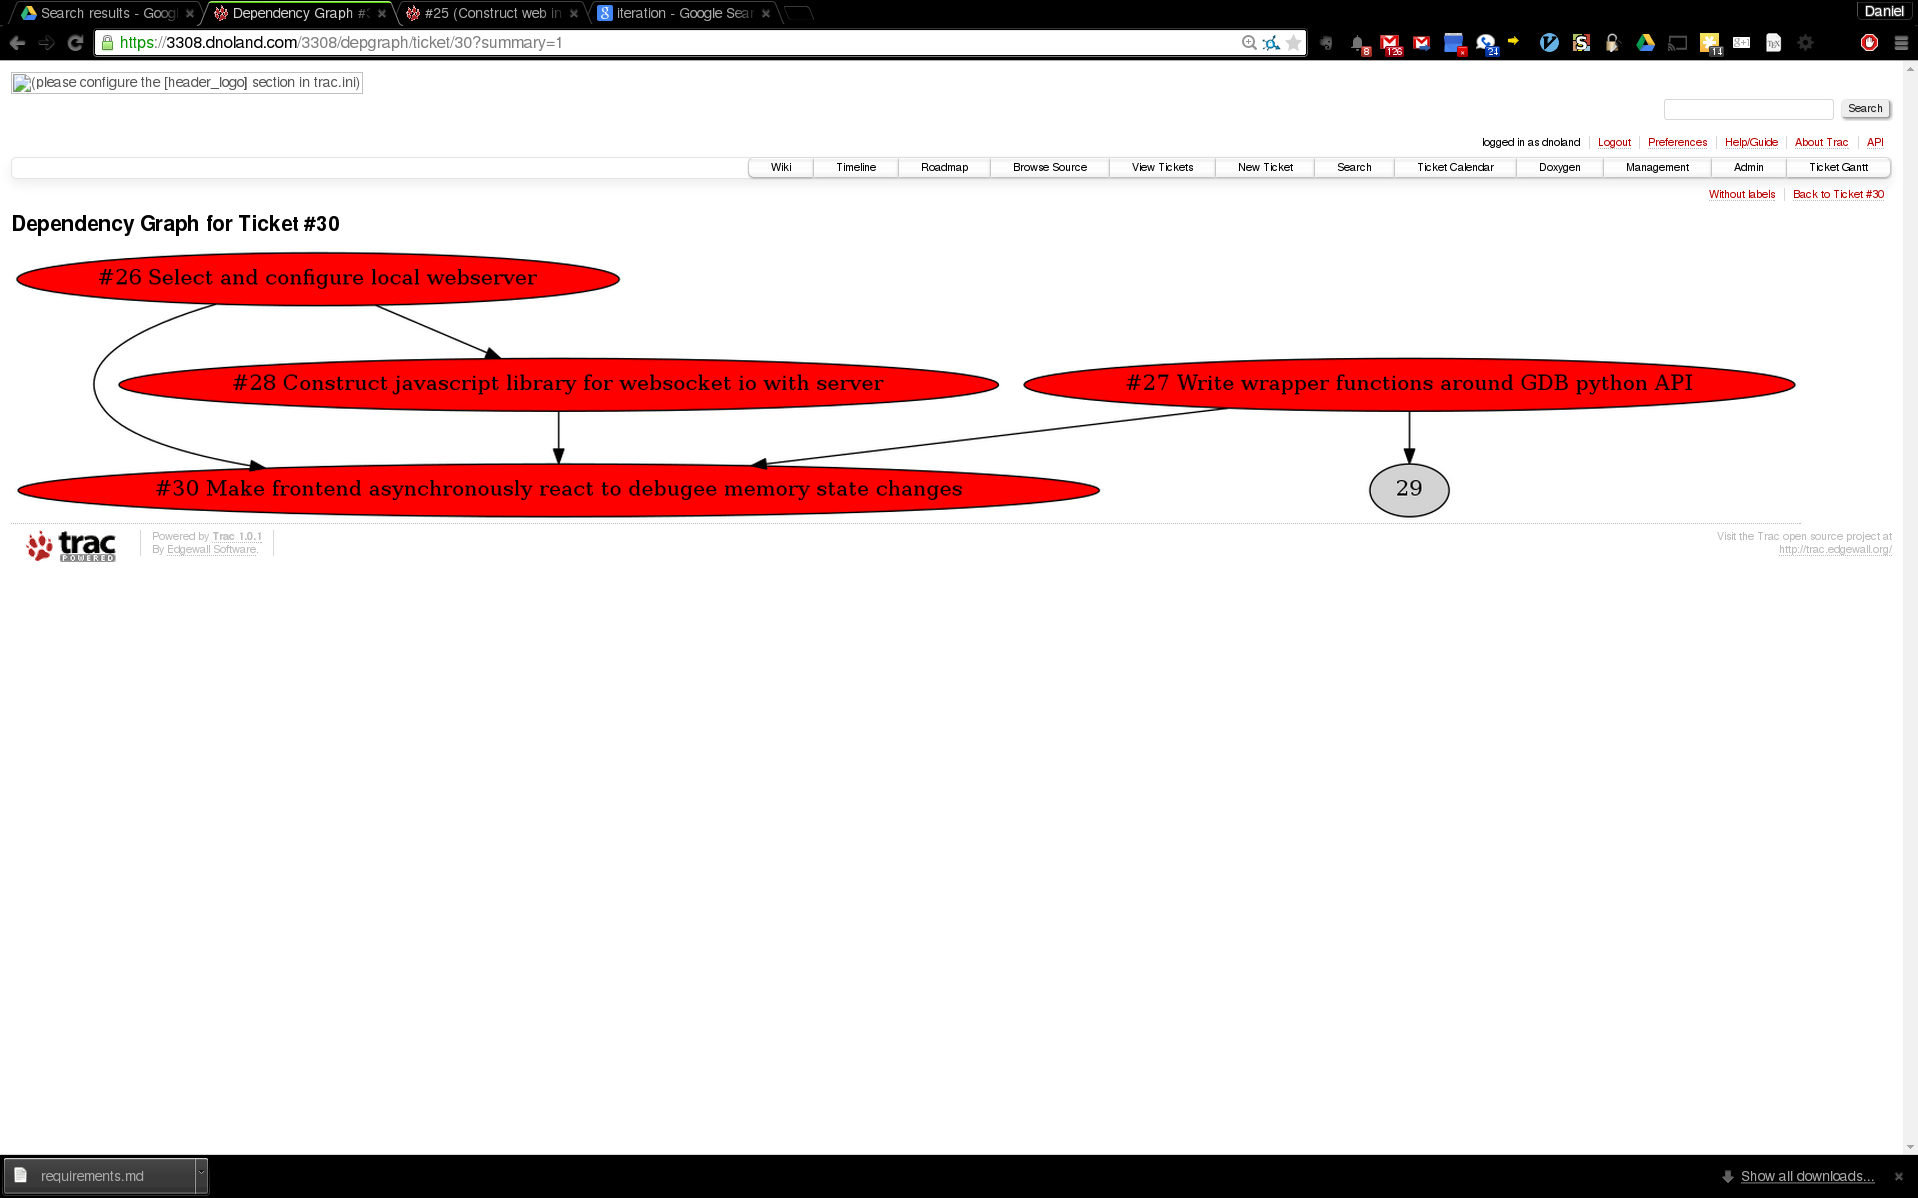 Search results - Goog
Dependency Graph #3
#25 (Construct web in
iteration - Google Sear
Daniel
https://3308.dnoland.com/3308/depgraph/ticket/30?summary=1
8
126
24
14
(please configure the [header_logo] section in trac.ini)
Search
logged in as dnoland
Logout
Preferences
Help/Guide
About Trac
API
Wiki
Timeline
Roadmap
Browse Source
View Tickets
New Ticket
Search
Ticket Calendar
Doxygen
Management
Admin
Ticket Gantt
Without labels
Back to Ticket #30
Dependency Graph for Ticket #30
#26 Select and configure local webserver
#28 Construct javascript library for websocket io with server
#27 Write wrapper functions around GDB python API
#30 Make frontend asynchronously react to debugee memory state changes
29
trac
POWERED
Powered by Trac 1.0.1
By Edgewall Software.
Visit the Trac open source project at
http://trac.edgewall.org/
requirements.md
Show all downloads...